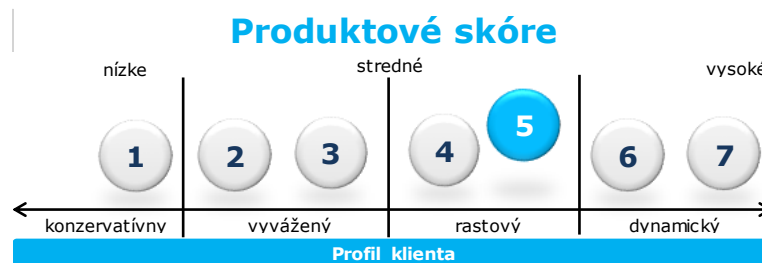 Produktové skóre
nízke stredné vysoké
1 2 3 4 5 6 7
konzervatívny vyvážený rastový dynamický
Profil klienta